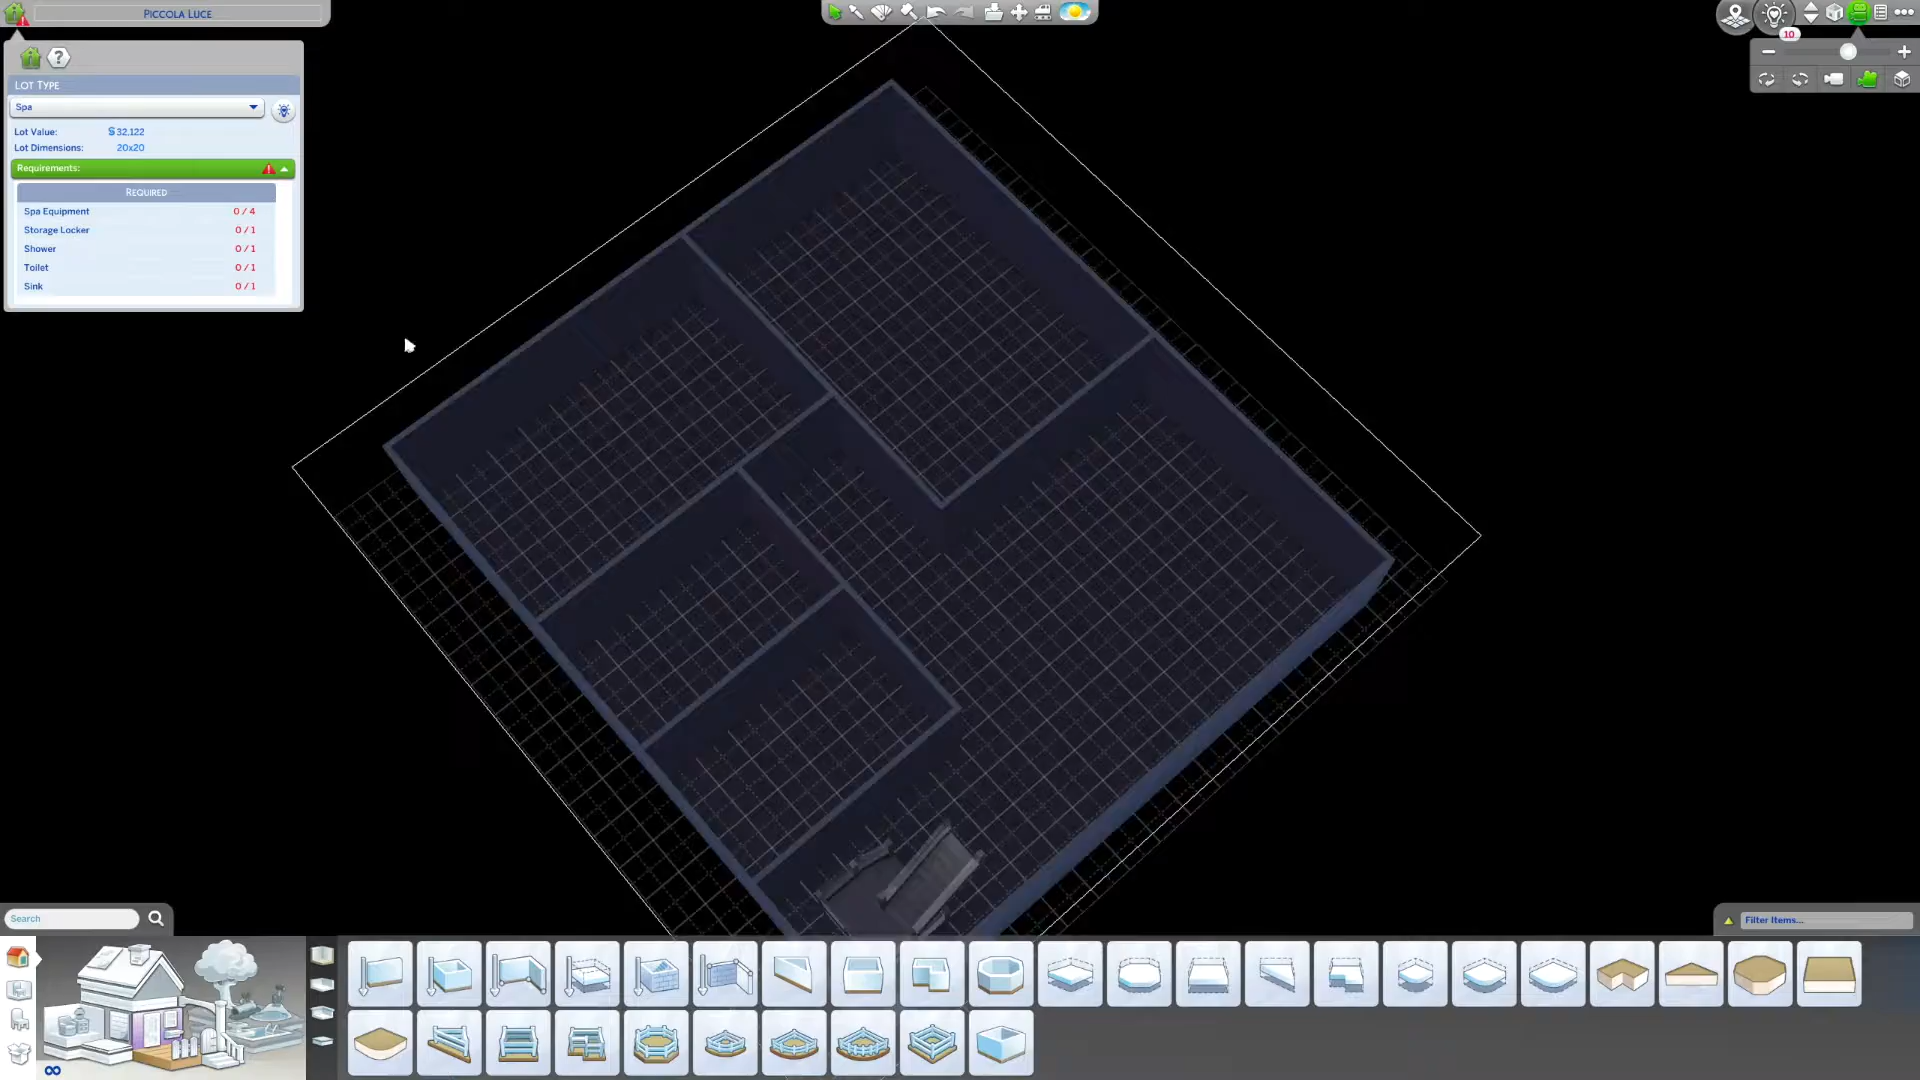 PICCOLA LUCE
10
LOT TYPE
Spa
Lot Value: §32,122
Lot Dimensions: 20x20
Requirements:
REQUIRED
Spa Equipment 0 / 4
Storage Locker 0 / 1
Shower 0 / 1
Toilet 0 / 1
Sink 0 / 1
Search
Filter Items...